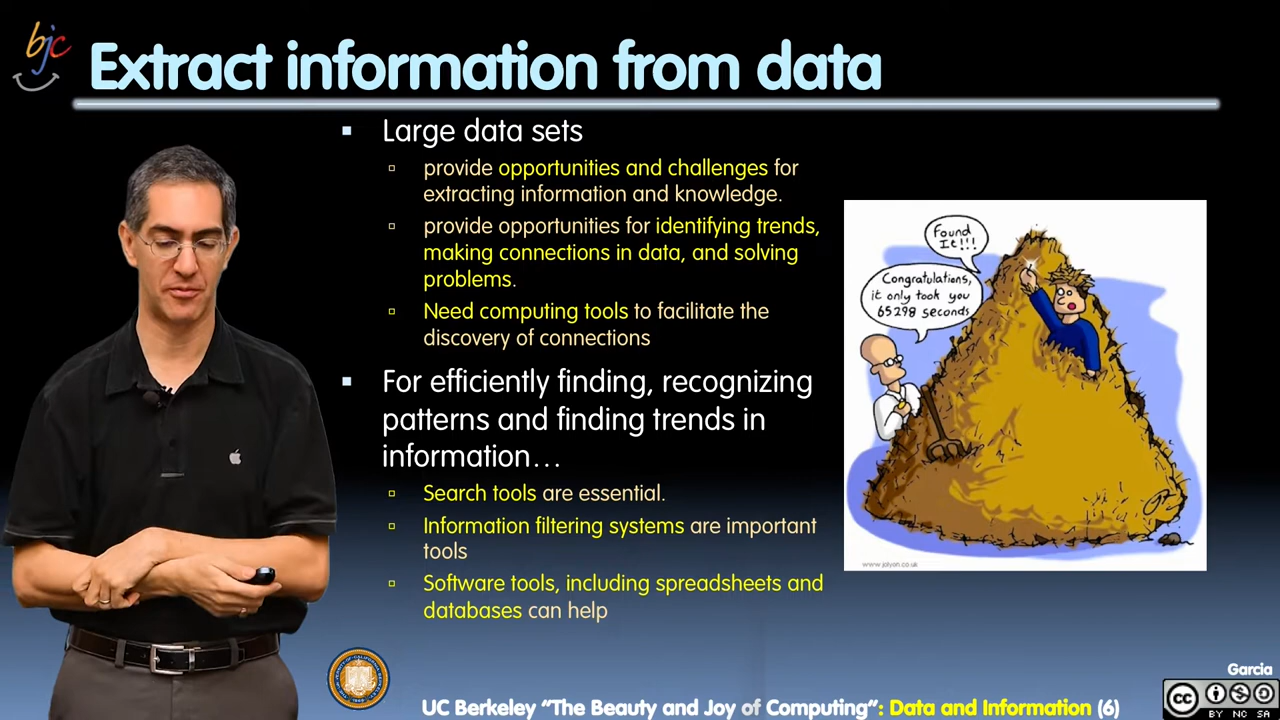 bjc
Extract information from data
Large data sets
provide opportunities and challenges for
extracting information and knowledge.
provide opportunities for identifying trends,
making connections in data, and solving
problems.
Need computing tools to facilitate the
discovery of connections
For efficiently finding, recognizing
patterns and finding trends in
information…
Search tools are essential.
Information filtering systems are important
tools
Software tools, including spreadsheets and
databases can help
Found
It!!!
Congratulations,
it only took you
65298 seconds
www.jolyon.co.uk
Garcia
UC Berkeley “The Beauty and Joy of Computing”: Data and Information (6)
cc
BY NC SA